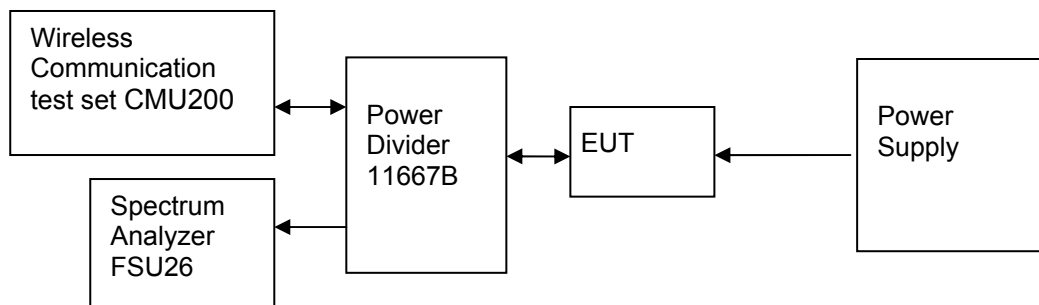 Wireless
Communication
test set CMU200
Power
Divider
11667B
EUT
Power
Supply
Spectrum
Analyzer
FSU26